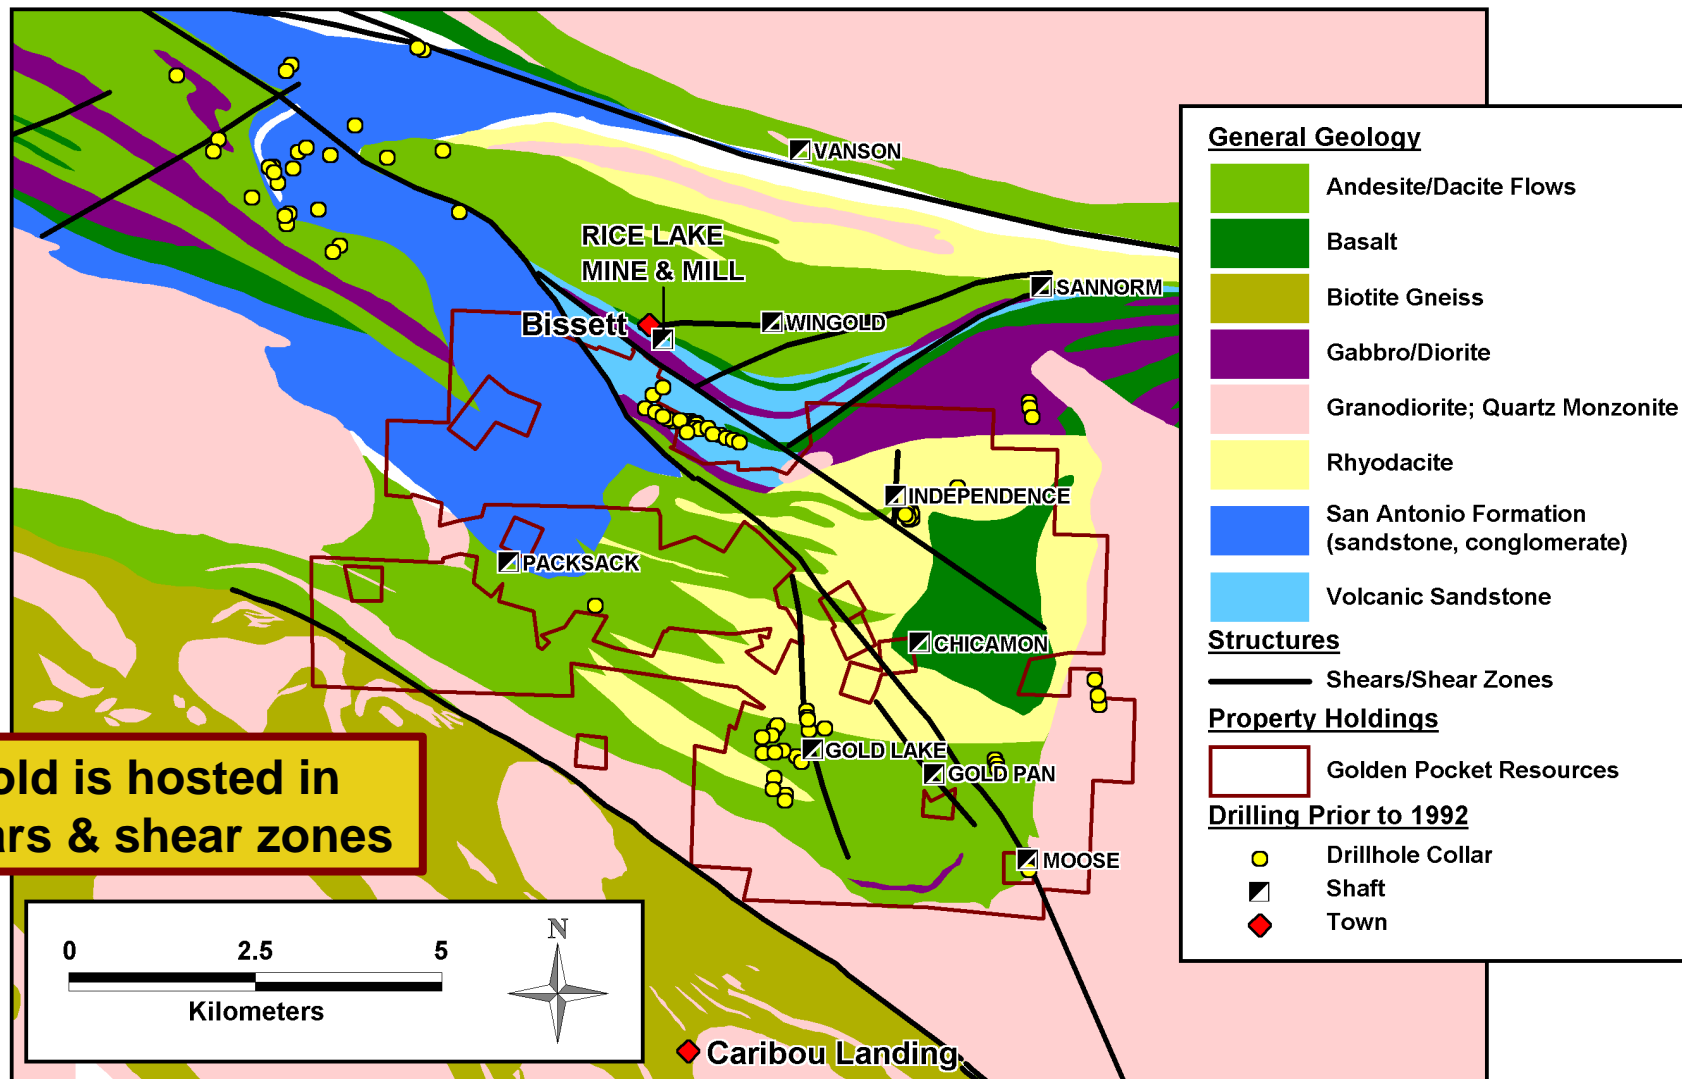 VANSON
RICE LAKE
MINE & MILL
SANNORM
Bissett
WINGOLD
INDEPENDENCE
PACKSACK
CHICAMON
GOLD LAKE
GOLD PAN
MOOSE
old is hosted in
ars & shear zones
0 2.5 5
Kilometers
N
Caribou Landing
General Geology
Andesite/Dacite Flows
Basalt
Biotite Gneiss
Gabbro/Diorite
Granodiorite; Quartz Monzonite
Rhyodacite
San Antonio Formation
(sandstone, conglomerate)
Volcanic Sandstone
Structures
Shears/Shear Zones
Property Holdings
Golden Pocket Resources
Drilling Prior to 1992
Drillhole Collar
Shaft
Town